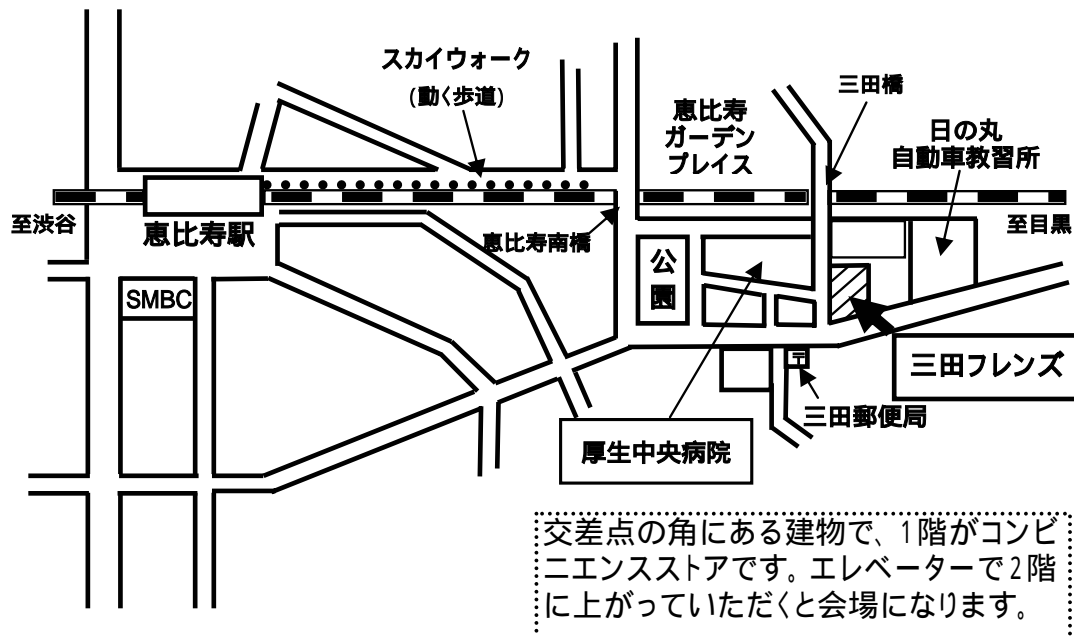 スカイウォーク
(動く歩道)
恵比寿
ガーデン
プレイス
三田橋
日の丸
自動車教習所
至渋谷
恵比寿駅
恵比寿南橋
至目黒
公
園
SMBC
三田フレンズ
〒
三田郵便局
厚生中央病院
交差点の角にある建物で、1階がコンビ
ニエンスストアです。エレベーターで2階
に上がっていただくと会場になります。